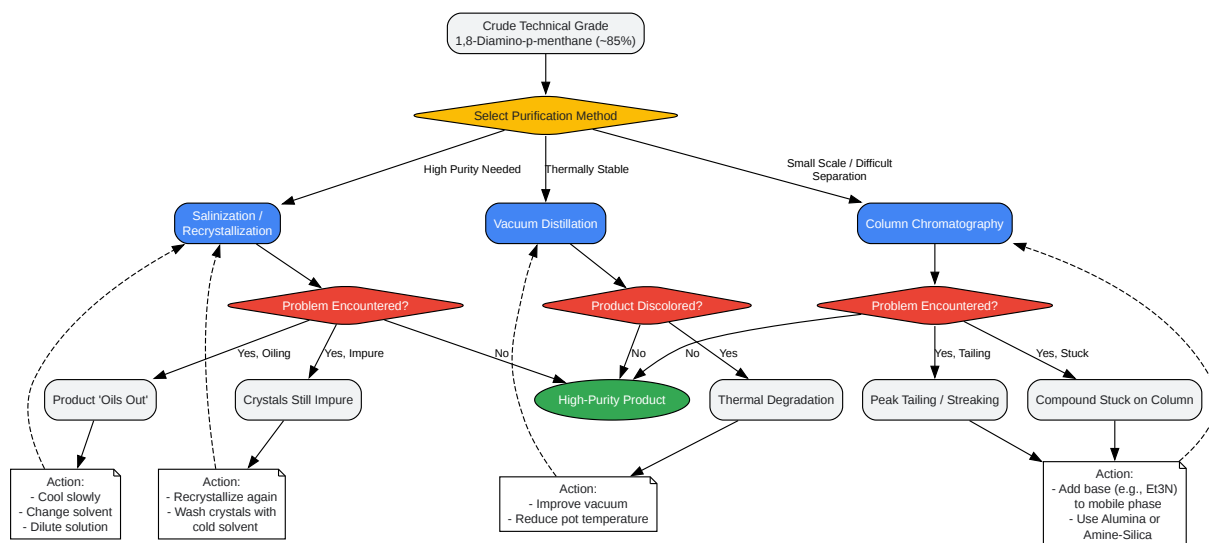 Crude Technical Grade
1,8-Diamino-p-menthane (~85%)
Select Purification Method
High Purity Needed
Thermally Stable
Small Scale / Difficult
Separation
Salinization /
Recrystallization
Vacuum Distillation
Column Chromatography
Problem Encountered?
Product Discolored?
Problem Encountered?
Yes, Oiling
Yes, Impure
No
No
Yes
No
Yes, Tailing
Yes, Stuck
Product 'Oils Out'
Crystals Still Impure
High-Purity Product
Thermal Degradation
Peak Tailing / Streaking
Compound Stuck on Column
Action:
- Cool slowly
- Change solvent
- Dilute solution
Action:
- Recrystallize again
- Wash crystals with
cold solvent
Action:
- Improve vacuum
- Reduce pot temperature
Action:
- Add base (e.g., Et3N)
to mobile phase
- Use Alumina or
Amine-Silica